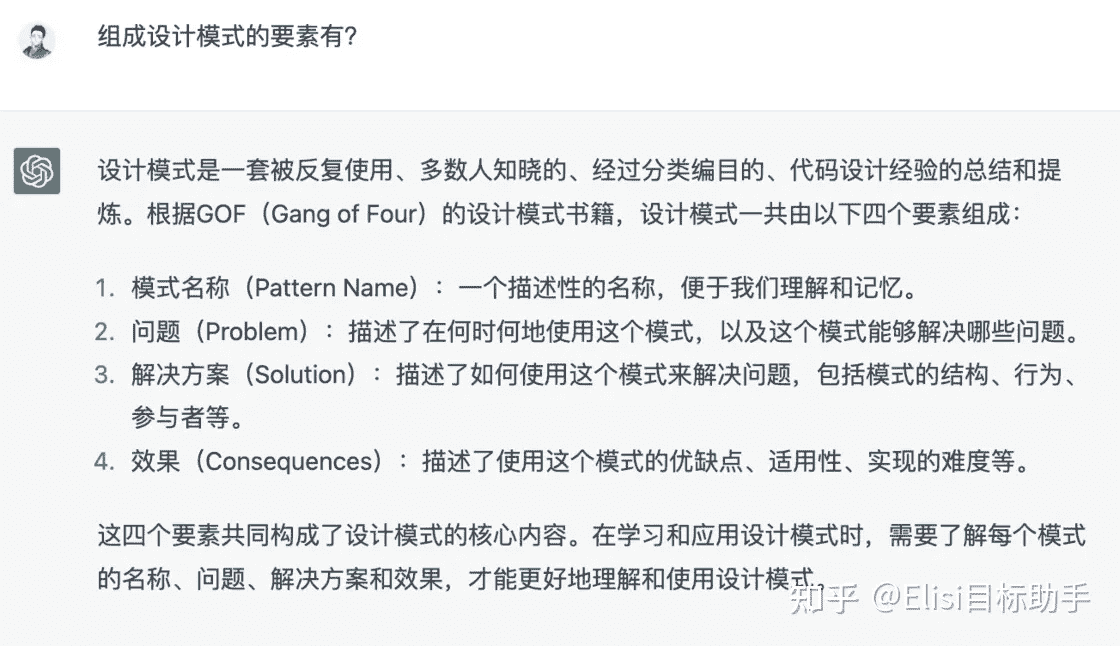 组成设计模式的要素有?
设计模式是一套被反复使用、多数人知晓的、经过分类编目的、代码设计经验的总结和提
炼。根据GOF（Gang of Four）的设计模式书籍，设计模式一共由以下四个要素组成：
1. 模式名称（Pattern Name）：一个描述性的名称，便于我们理解和记忆。
2. 问题（Problem）：描述了在何时何地使用这个模式，以及这个模式能够解决哪些问题。
3. 解决方案（Solution）：描述了如何使用这个模式来解决问题，包括模式的结构、行为、
参与者等。
4. 效果（Consequences）：描述了使用这个模式的优缺点、适用性、实现的难度等。
这四个要素共同构成了设计模式的核心内容。在学习和应用设计模式时，需要了解每个模式
的名称、问题、解决方案和效果，才能更好地理解和使用设计模式。
知乎 @Elisi目标助手